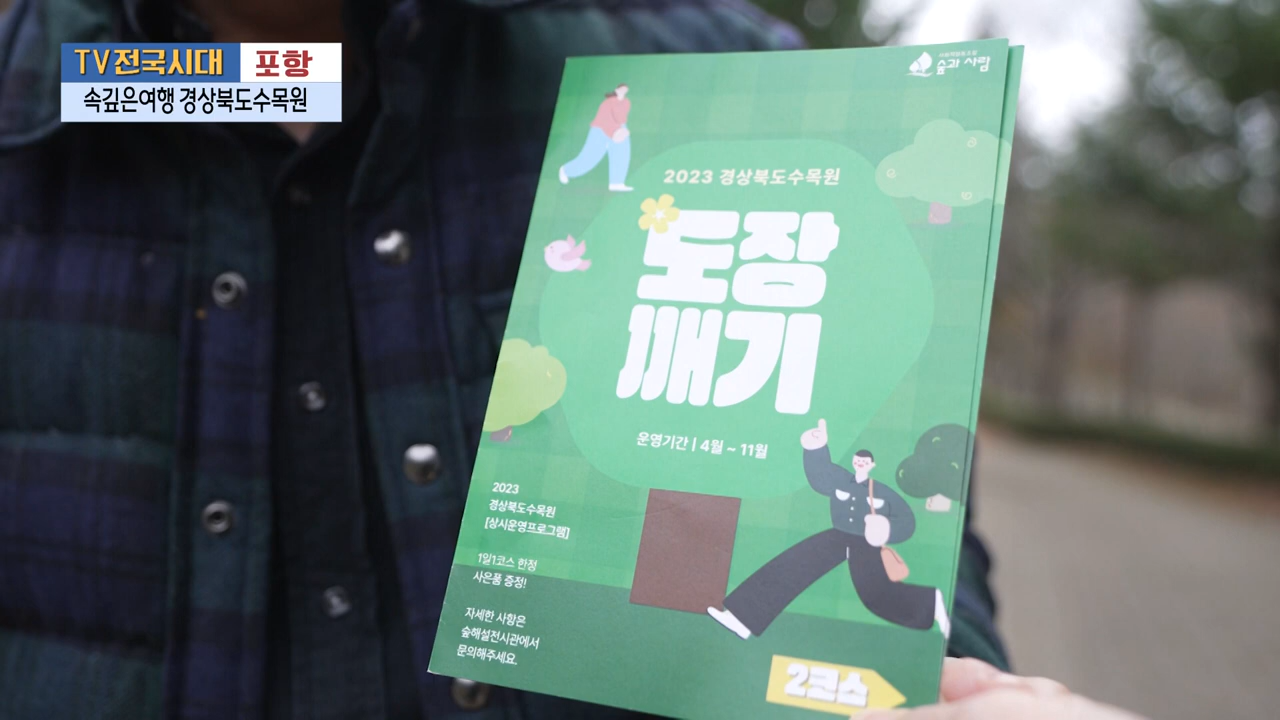 TV전국시대 포항
속깊은여행 경상북도수목원
숲과 사람
2023 경상북도수목원
도장
깨기
운영기간 | 4월 ~ 11월
2023
경상북도수목원
[상시운영프로그램]
1일1코스 한정
사은품 증정!
자세한 사항은
숲해설전시관에서
문의해주세요.
2코스